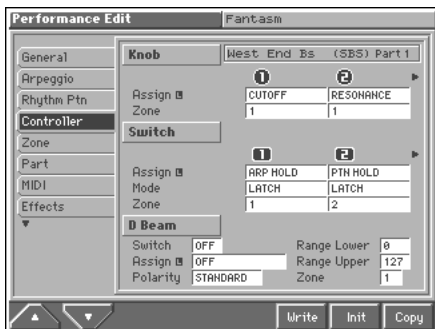 Performance Edit
Fantasm
General
Arpeggio
Rhythm Ptn
Controller
Zone
Part
MIDI
Effects
Knob
West End Bs (SBS) Part 1
1 2
Assign CUTOFF RESONANCE
Zone 1 1
Switch
1 2
Assign ARP HOLD PTN HOLD
Mode LATCH LATCH
Zone 1 2
D Beam
Switch OFF Range Lower 0
Assign OFF Range Upper 127
Polarity STANDARD Zone 1
Write Init Copy